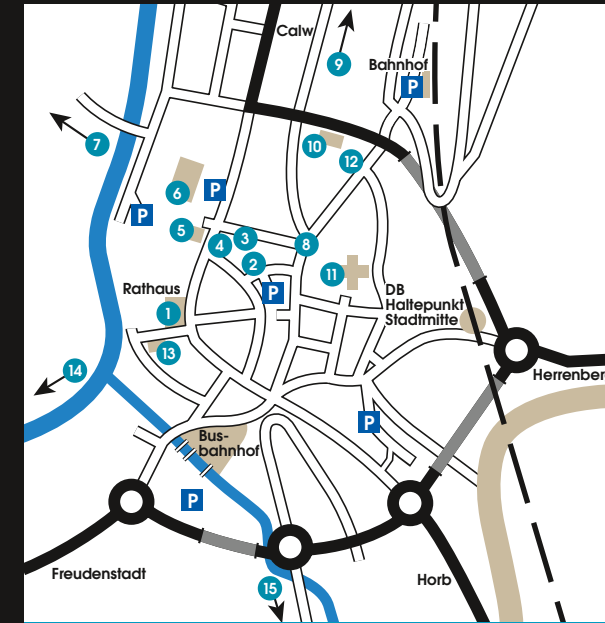 Calw
9
Bahnhof
P
7
10
12
6
P
P
5
4
3
8
2
11
Rathaus
P
DB
Haltepunkt
Stadtmitte
1
13
14
Herrenber
P
Bus-
bahnhof
P
Freudenstadt
15
Horb